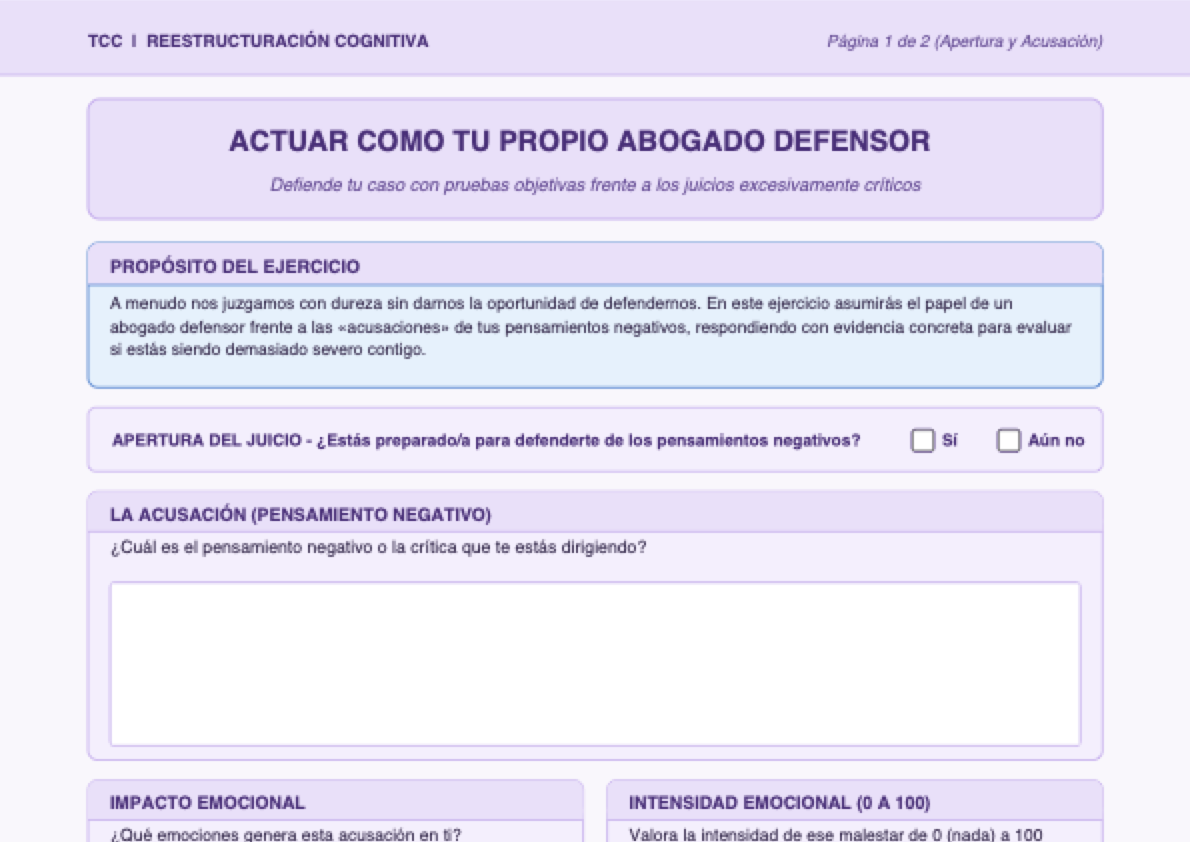 TCC | REESTRUCTURACIÓN COGNITIVA
Página 1 de 2 (Apertura y Acusación)
ACTUAR COMO TU PROPIO ABOGADO DEFENSOR
Defiende tu caso con pruebas objetivas frente a los juicios excesivamente críticos
PROPÓSITO DEL EJERCICIO
A menudo nos juzgamos con dureza sin darnos la oportunidad de defendernos. En este ejercicio asumirás el papel de un
abogado defensor frente a las «acusaciones» de tus pensamientos negativos, respondiendo con evidencia concreta para evaluar
si estás siendo demasiado severo contigo.
APERTURA DEL JUICIO - ¿Estás preparado/a para defenderte de los pensamientos negativos?
Sí
Aún no
LA ACUSACIÓN (PENSAMIENTO NEGATIVO)
¿Cuál es el pensamiento negativo o la crítica que te estás dirigiendo?
IMPACTO EMOCIONAL
¿Qué emociones genera esta acusación en ti?
INTENSIDAD EMOCIONAL (0 A 100)
Valora la intensidad de ese malestar de 0 (nada) a 100